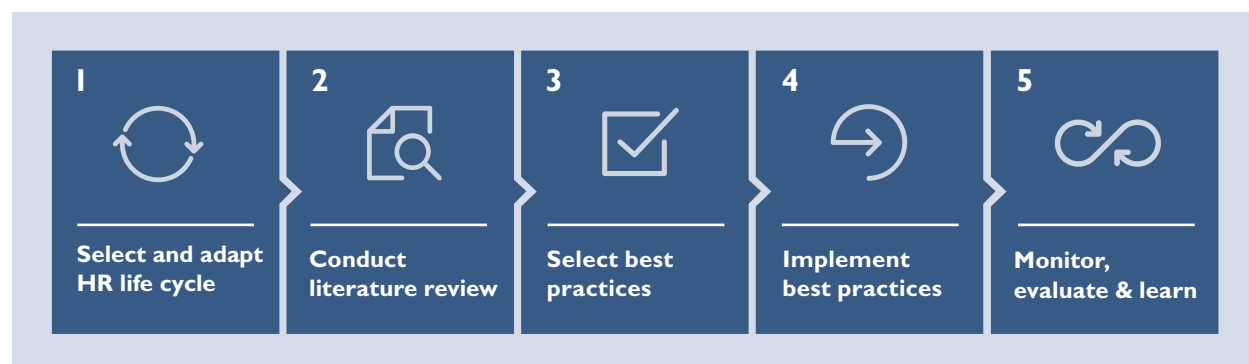 1
Select and adapt
HR life cycle
2
Conduct
literature review
3
Select best
practices
4
Implement
best practices
5
Monitor,
evaluate & learn